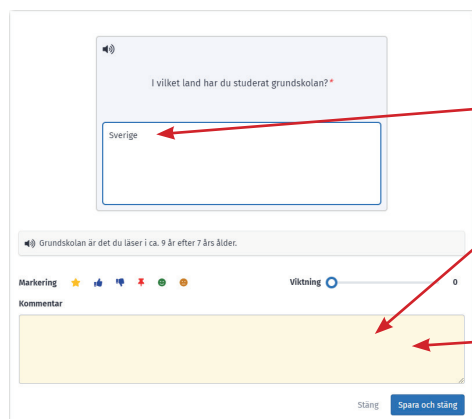 I vilket land har du studerat grundskolan?*
Sverige
Grundskolan är det du läser i ca. 9 år efter 7 års ålder.
Markering Viktning 0
Kommentar
Stäng Spara och stäng